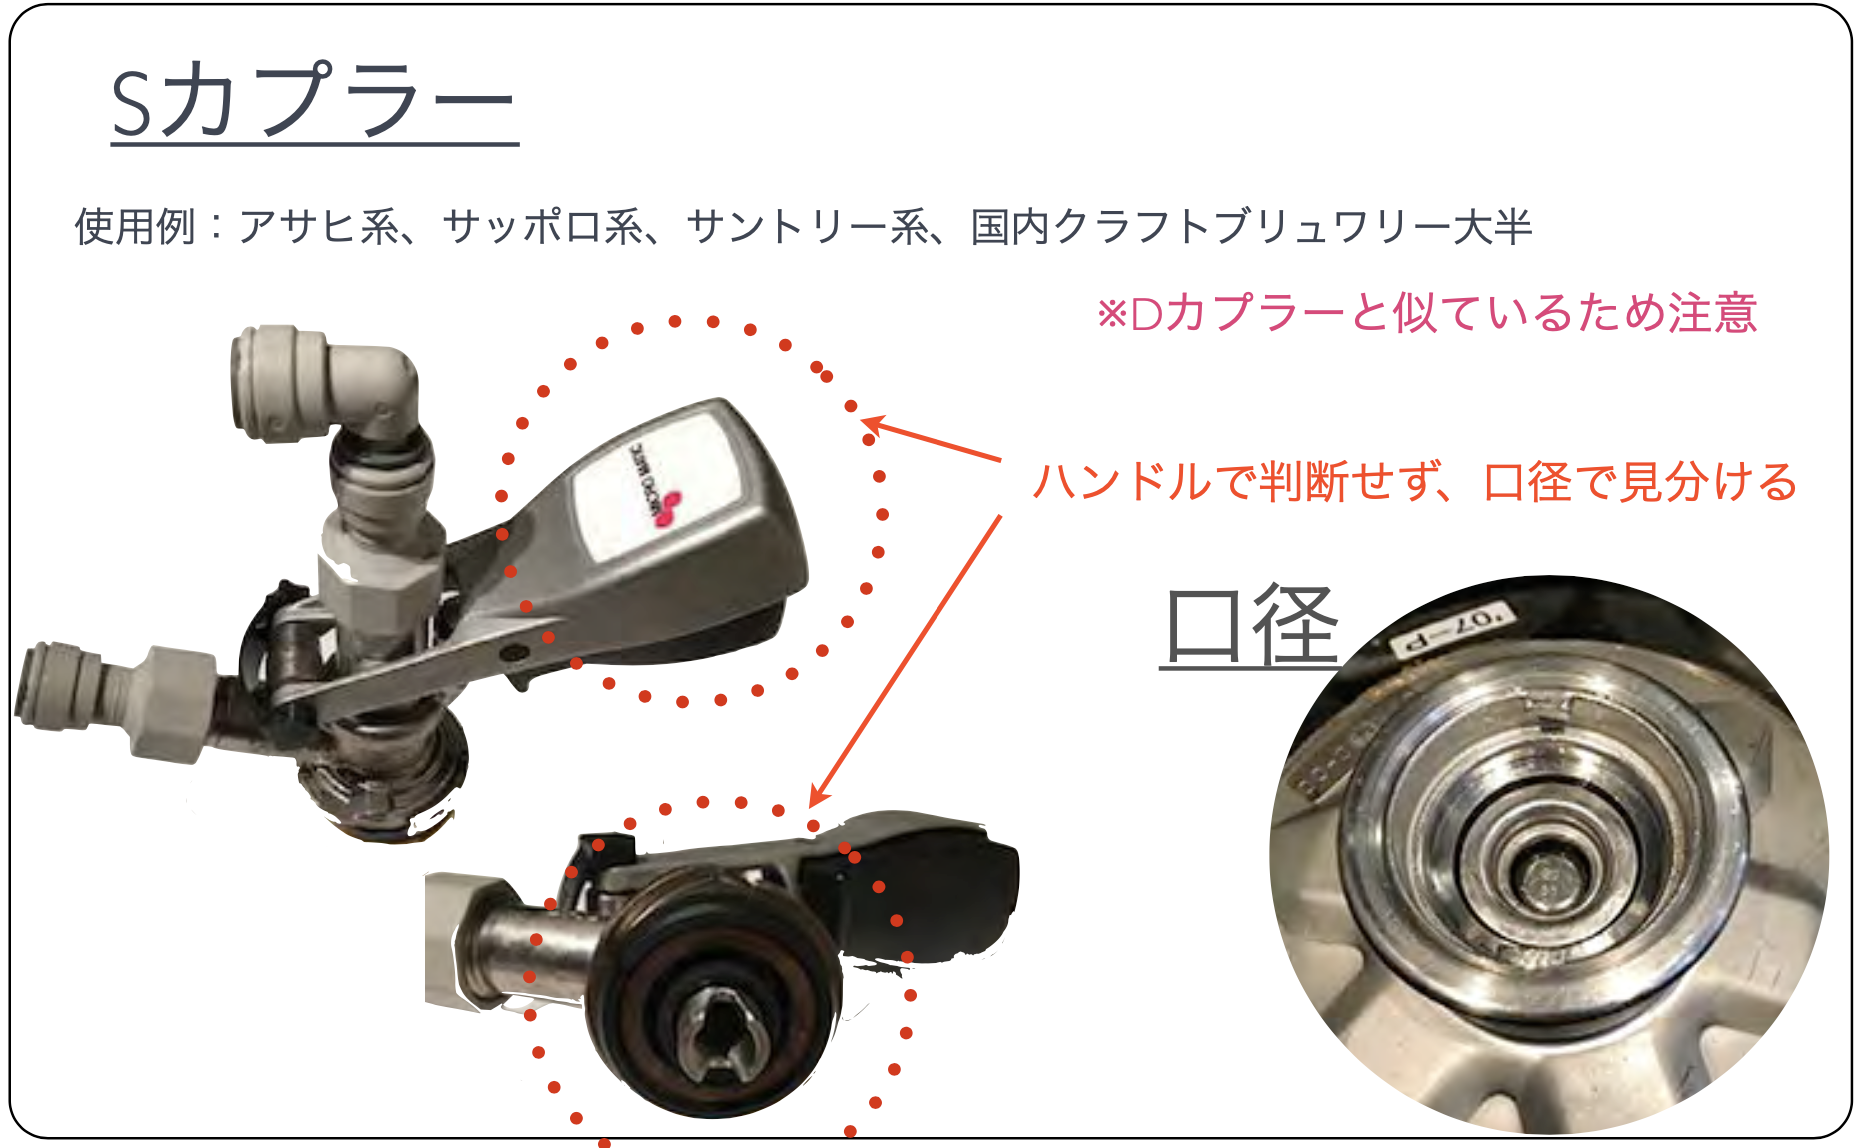 Sカプラー
使用例：アサヒ系、サッポロ系、サントリー系、国内クラフトブリュワリー大半
※Dカプラーと似ているため注意
ハンドルで判断せず、口径で見分ける
口径
MICRO MATIC
'07-P